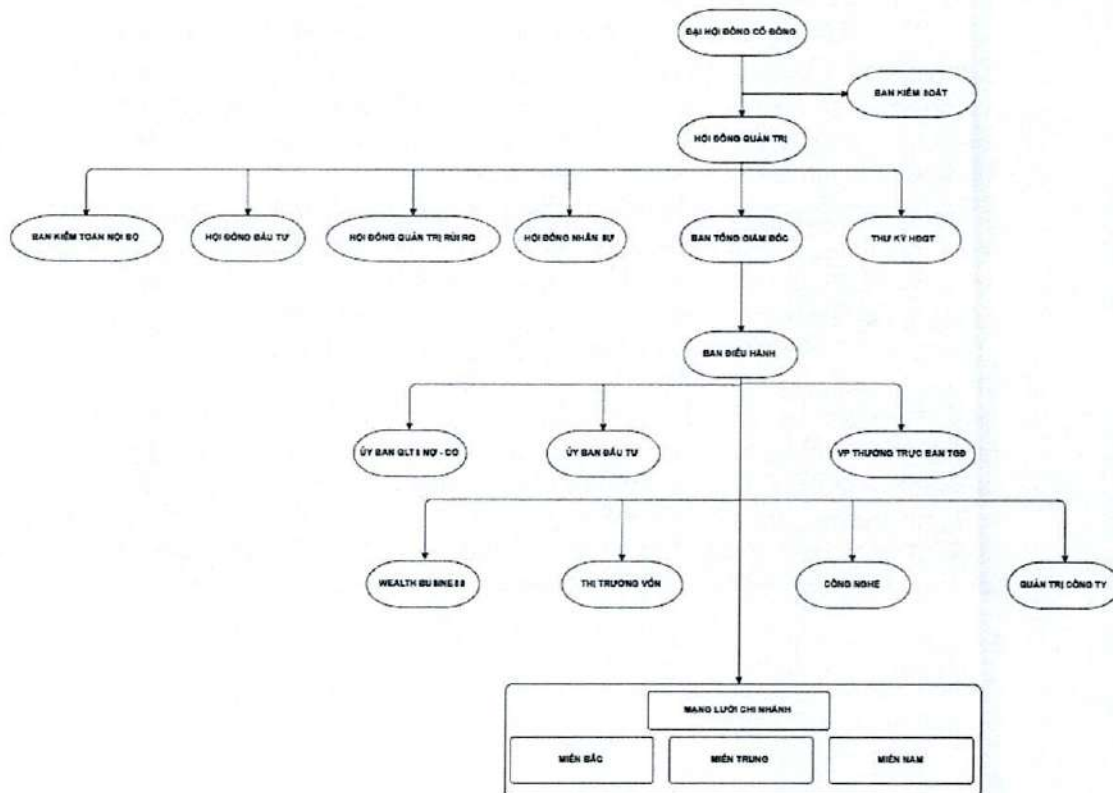 ĐẠI HỘI ĐỒNG CỔ ĐÔNG
BAN KIỂM SOÁT
HỘI ĐỒNG QUẢN TRỊ
BAN KIỂM TOÁN NỘI BỘ
HỘI ĐỒNG ĐẦU TƯ
HỘI ĐỒNG QUẢN TRỊ RỦI RO
HỘI ĐỒNG NHÂN SỰ
BAN TỔNG GIÁM ĐỐC
THƯ KÝ HĐQT
BAN ĐIỀU HÀNH
ỦY BAN QLTS NỢ - CÓ
ỦY BAN ĐẦU TƯ
VP THƯỜNG TRỰC BAN TGĐ
WEALTH BUSINESS
THỊ TRƯỜNG VỐN
CÔNG NGHỆ
QUẢN TRỊ CÔNG TY
MẠNG LƯỚI CHI NHÁNH
MIỀN BẮC
MIỀN TRUNG
MIỀN NAM